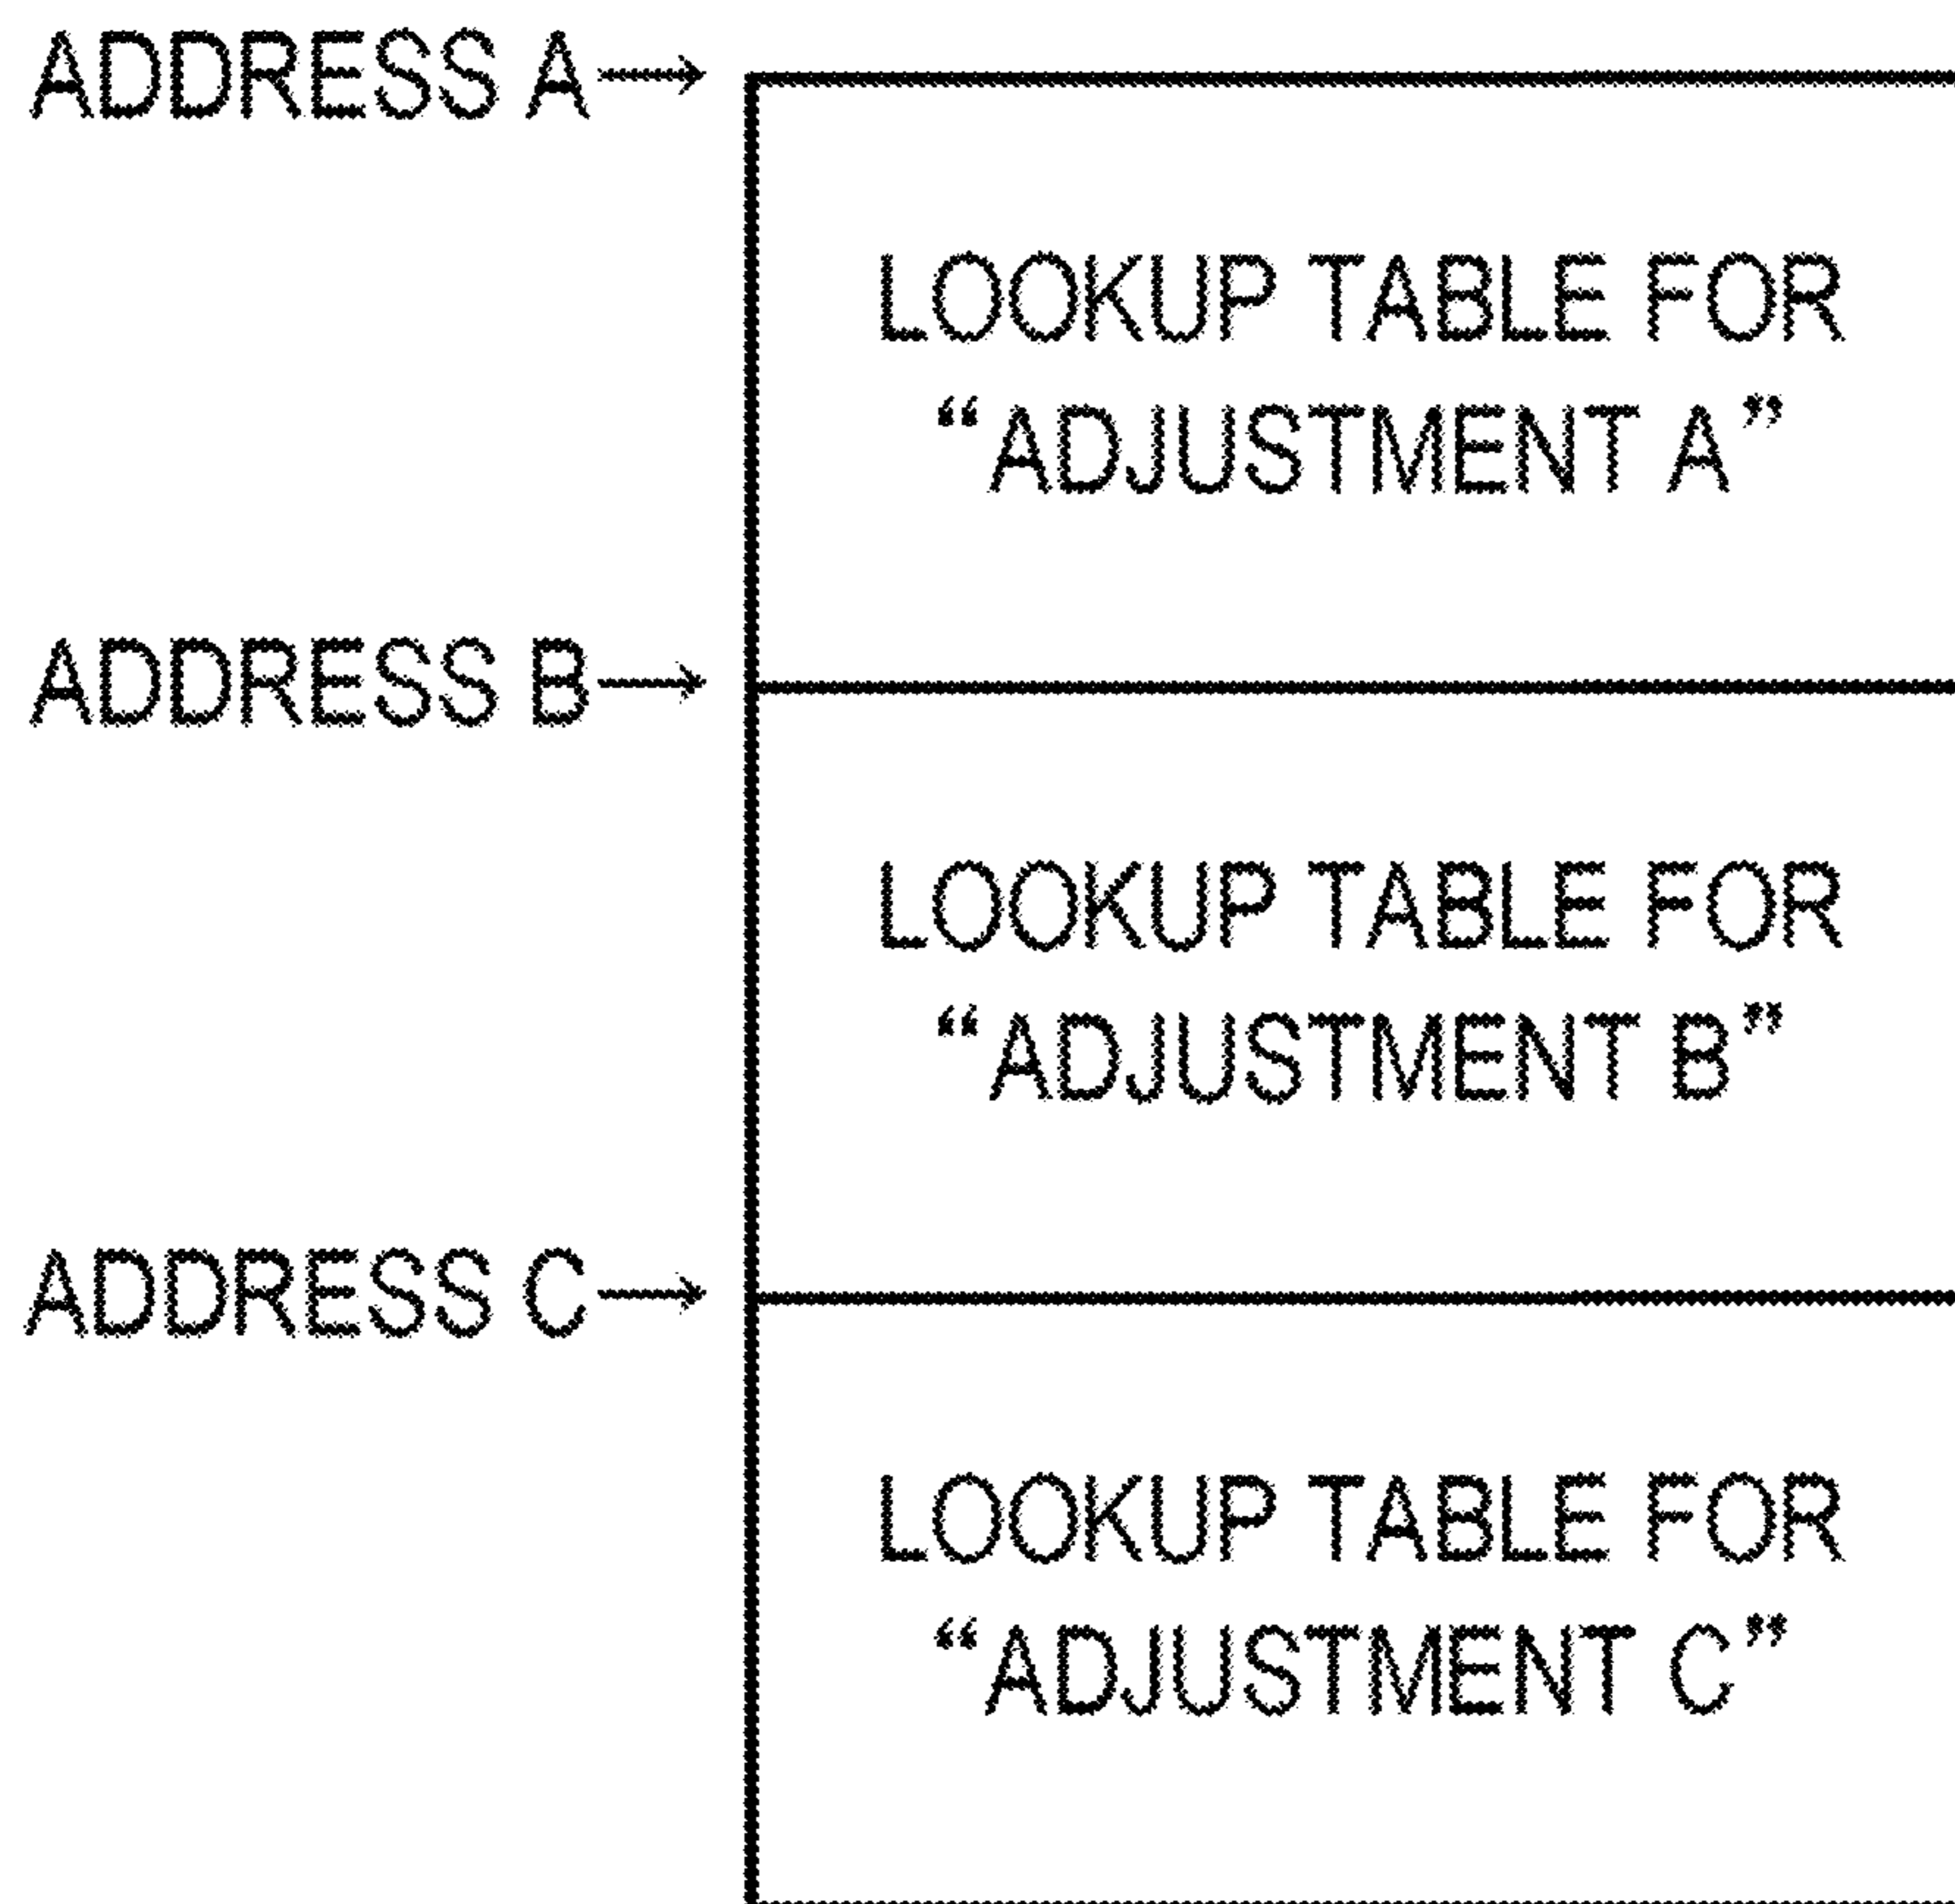 ADDRESS A→
LOOKUP TABLE FOR
“ADJUSTMENT A”
ADDRESS B→
LOOKUP TABLE FOR
“ADJUSTMENT B”
ADDRESS C→
LOOKUP TABLE FOR
“ADJUSTMENT C”